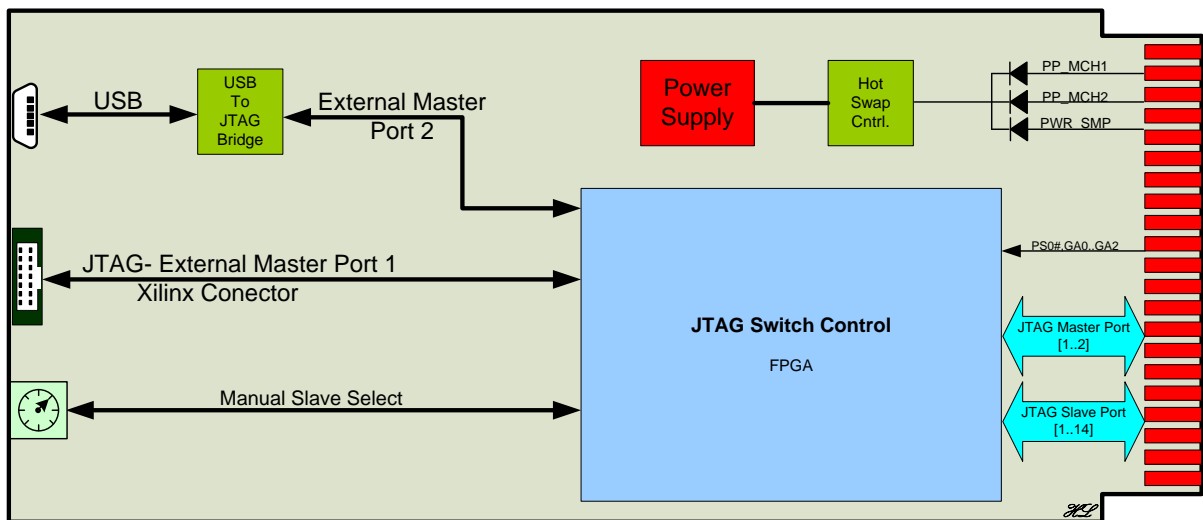 USB
USB
To
JTAG
Bridge
External Master
Port 2
Power
Supply
Hot
Swap
Cntrl.
PP_MCH1
PP_MCH2
PWR_SMP
PS0#,GA0..GA2
JTAG- External Master Port 1
Xilinx Conector
JTAG Switch Control
FPGA
JTAG Master Port
[1..2]
Manual Slave Select
JTAG Slave Port
[1..14]
HL